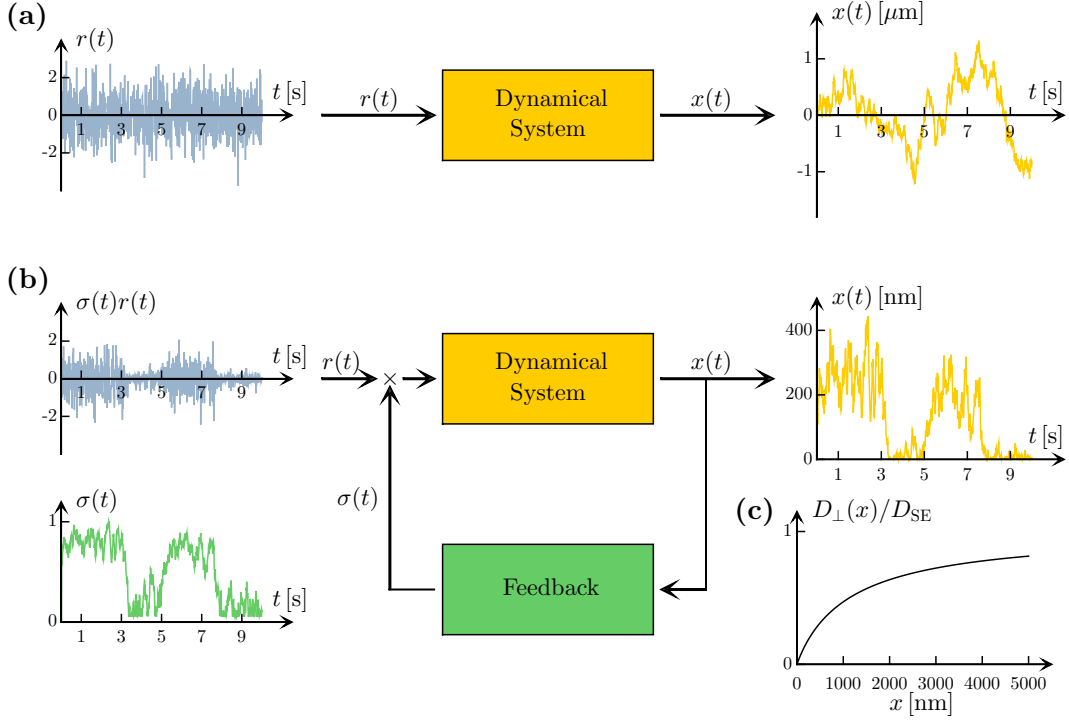 (a)
r(t)
2
0
-2
1 3 5 7 9
t [s]
r(t)
Dynamical
System
x(t)
x(t) [μm]
1
0
-1
1 3 5 7 9
t [s]
(b)
σ(t)r(t)
2
0
-2
1 3 5 7 9
t [s]
r(t)
×
Dynamical
System
x(t)
x(t) [nm]
400
200
0
1 3 5 7 9
t [s]
σ(t)
1
0
1 3 5 7 9
t [s]
σ(t)
Feedback
(c)
D⊥(x)/D_SE
1
0
0 1000 2000 3000 4000 5000
x [nm]